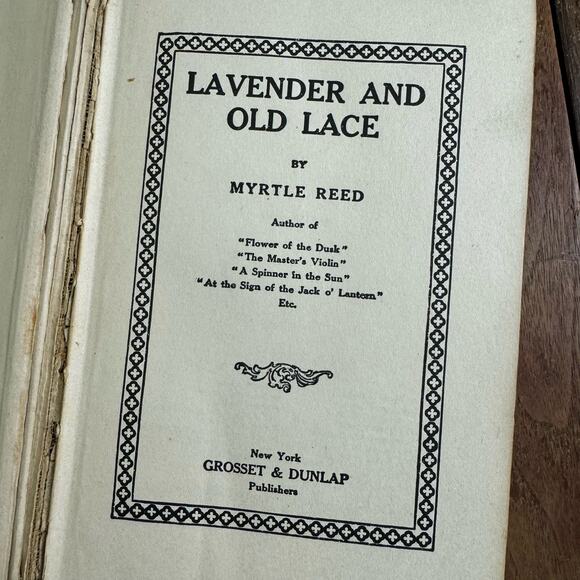 LAVENDER AND
OLD LACE
BY
MYRTLE REED
Author of
"Flower of the Dusk"
"The Master's Violin"
"A Spinner in the Sun"
"At the Sign of the Jack o' Lantern"
Etc.
New York
GROSSET & DUNLAP
Publishers